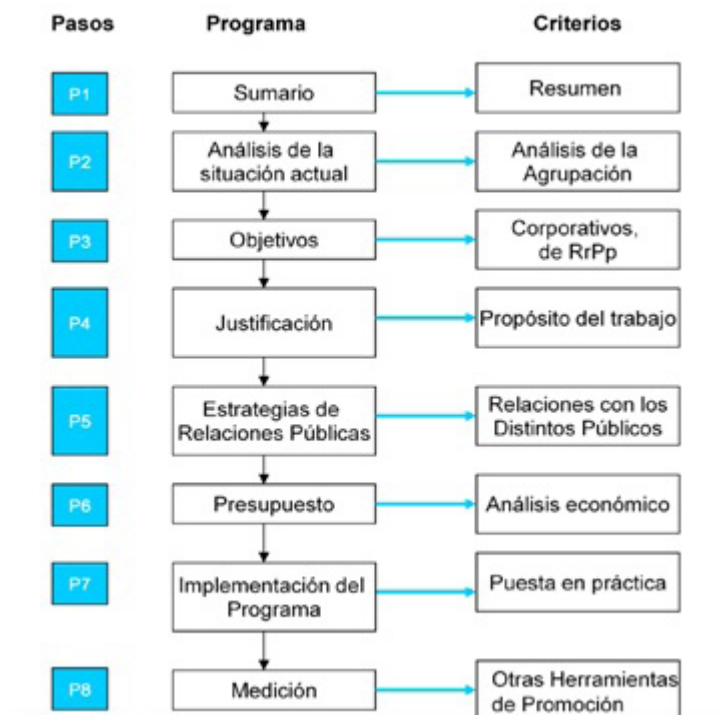 Pasos Programa Criterios
P1 Sumario Resumen
P2 Análisis de la situación actual Análisis de la Agrupación
P3 Objetivos Corporativos, de RrPp
P4 Justificación Propósito del trabajo
P5 Estrategias de Relaciones Públicas Relaciones con los Distintos Públicos
P6 Presupuesto Análisis económico
P7 Implementación del Programa Puesta en práctica
P8 Medición Otras Herramientas de Promoción